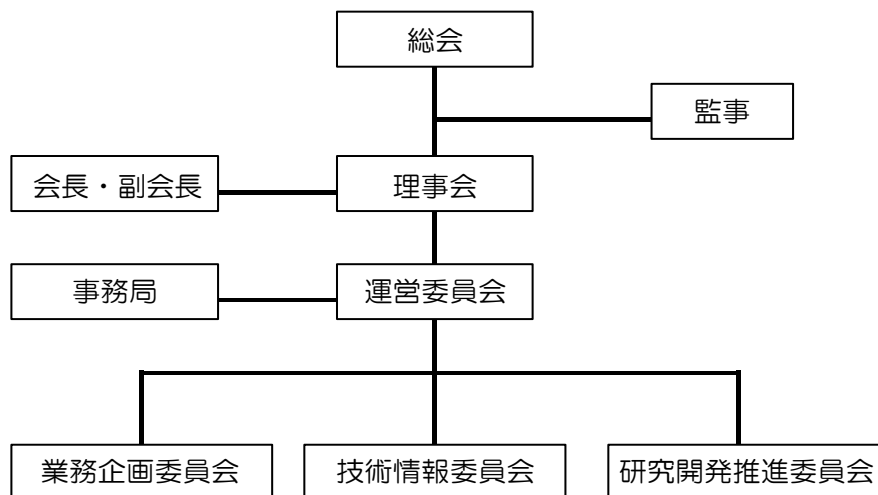 総会
監事
会長・副会長
理事会
事務局
運営委員会
業務企画委員会
技術情報委員会
研究開発推進委員会